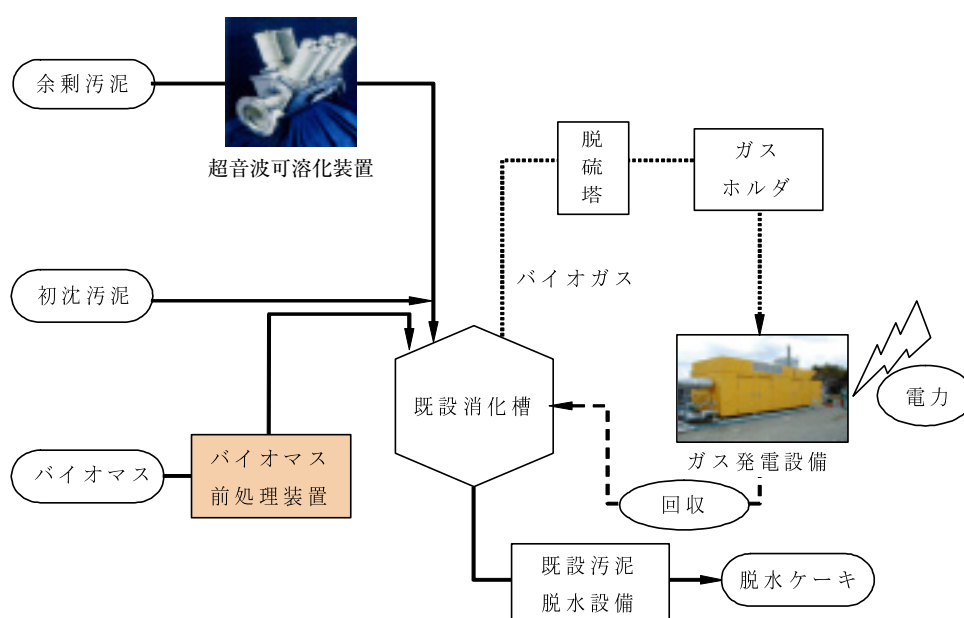 余剰汚泥
超音波可溶化装置
脱
硫
塔
ガス
ホルダ
バイオガス
初沈汚泥
既設消化槽
電力
バイオマス
バイオマス
前処理装置
ガス発電設備
回収
既設汚泥
脱水設備
脱水ケーキ